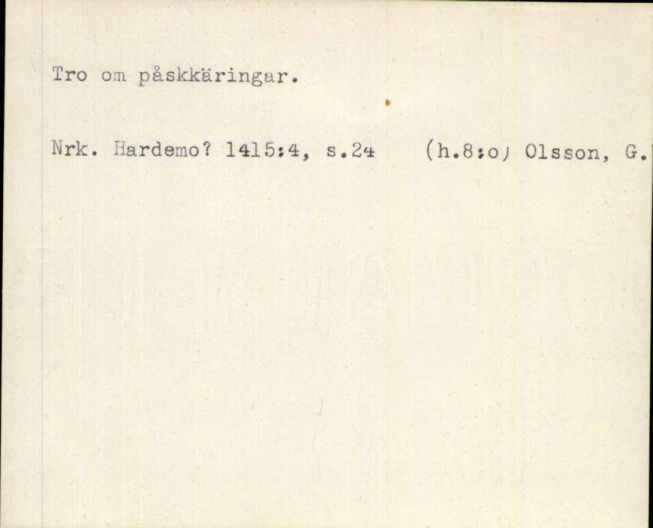 Tro om påskkäringar.
Nrk. Hardemo? 1415:4, s.24 (h.8:o) Olsson, G.